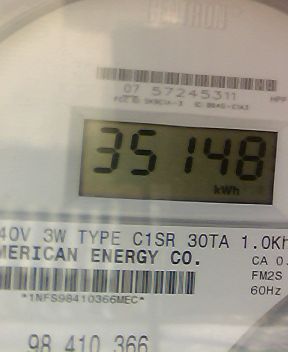 CENTRON
07 57245311
35148
kWh
40V 3W TYPE C1SR 30TA 1.0Kh
MERICAN ENERGY CO.
CA 0.
FM2S
60Hz
*1NFS98410366MEC*
98 410 366